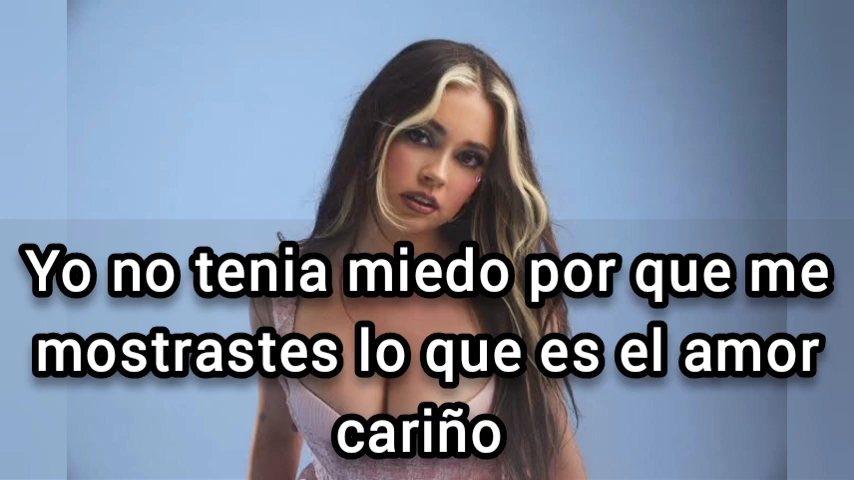 Yo no tenia miedo por que me
mostrastes lo que es el amor
cariño